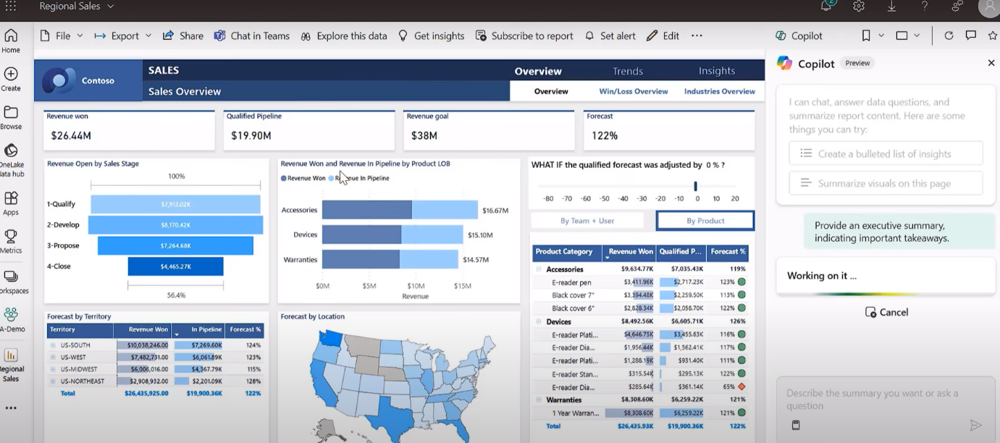 Regional Sales
2
File
Export
Share
Chat in Teams
Explore this data
Get insights
Subscribe to report
Set alert
Edit
Copilot
Home
Create
Browse
OneLake
data hub
Apps
Metrics
orkspaces
A-Demo
Regional
Sales
Contoso
SALES
Sales Overview
Overview
Trends
Insights
Overview
Win/Loss Overview
Industries Overview
Revenue won
$26.44M
Qualified Pipeline
$19.90M
Revenue goal
$38M
Forecast
122%
Revenue Open by Sales Stage
100%
1-Qualify $7,912.02K
2-Develop $8,170.42K
3-Propose $7,264.68K
4-Close $4,465.27K
56.4%
Revenue Won and Revenue In Pipeline by Product LOB
Revenue Won Revenue In Pipeline
Accessories $16.67M
Devices $15.10M
Warranties $14.57M
$0M $5M $10M $15M
Revenue
WHAT IF the qualified forecast was adjusted by 0 % ?
-80 -70 -60 -50 -40 -30 -20 -10 0 10 20
By Team + User
By Product
Product Category Revenue Won Qualified P... Forecast %
Accessories $9,634.77K $7,035.43K 119%
E-reader pen $3,411.96K $2,717.23K 123%
Black cover 7" $3,394.48K $2,259.50K 113%
Black cover 6" $2,828.34K $2,058.70K 122%
Devices $8,492.56K $6,605.71K 126%
E-reader Plati... $4,646.75K $3,455.63K 116%
E-reader Dia... $1,956.44K $1,562.41K 117%
E-reader Plati... $1,288.19K $931.40K 111%
E-reader Stan... $315.54K $295.13K 122%
E-reader Dia... $285.64K $361.14K 65%
Warranties $8,308.60K $6,259.22K 121%
1 Year Warran... $8,308.60K $6,259.22K 121%
Total $26,435.93K $19,900.36K 122%
Forecast by Territory
Territory Revenue Won In Pipeline Forecast %
US-SOUTH $10,038,246.00 $7,269.60K 124%
US-WEST $7,482,731.00 $6,061.89K 123%
US-MIDWEST $6,006,016.00 $4,367.79K 115%
US-NORTHEAST $2,908,932.00 $2,201.09K 128%
Total $26,435,925.00 $19,900.36K 122%
Forecast by Location
Copilot Preview
I can chat, answer data questions, and
summarize report content. Here are some
things you can try:
Create a bulleted list of insights
Summarize visuals on this page
Provide an executive summary,
indicating important takeaways.
Working on it ...
Cancel
Describe the summary you want or ask a
question